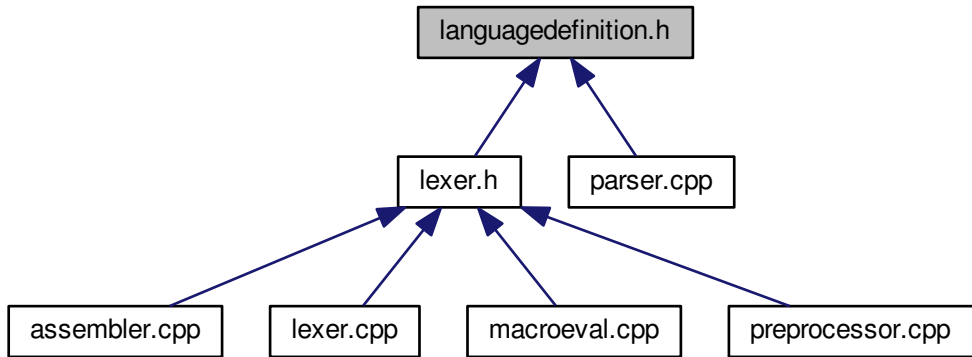 languagedefinition.h
lexer.h
parser.cpp
assembler.cpp
lexer.cpp
macroeval.cpp
preprocessor.cpp